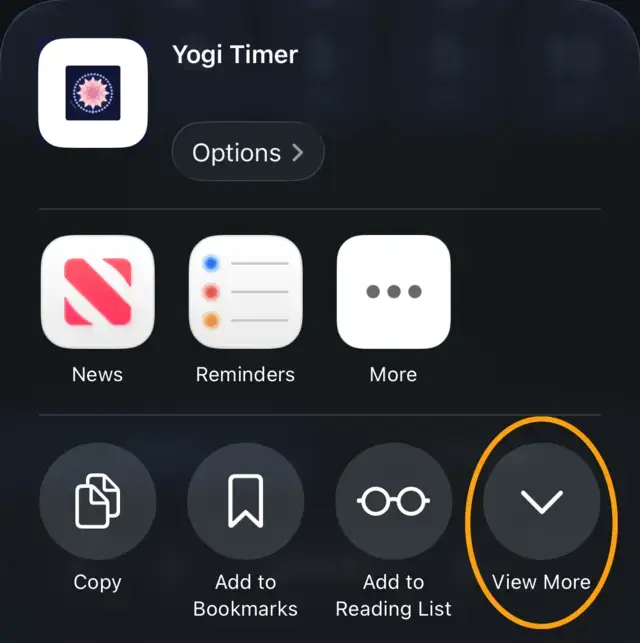 Yogi Timer
Options
News
Reminders
More
Copy
Add to
Bookmarks
Add to
Reading List
View More